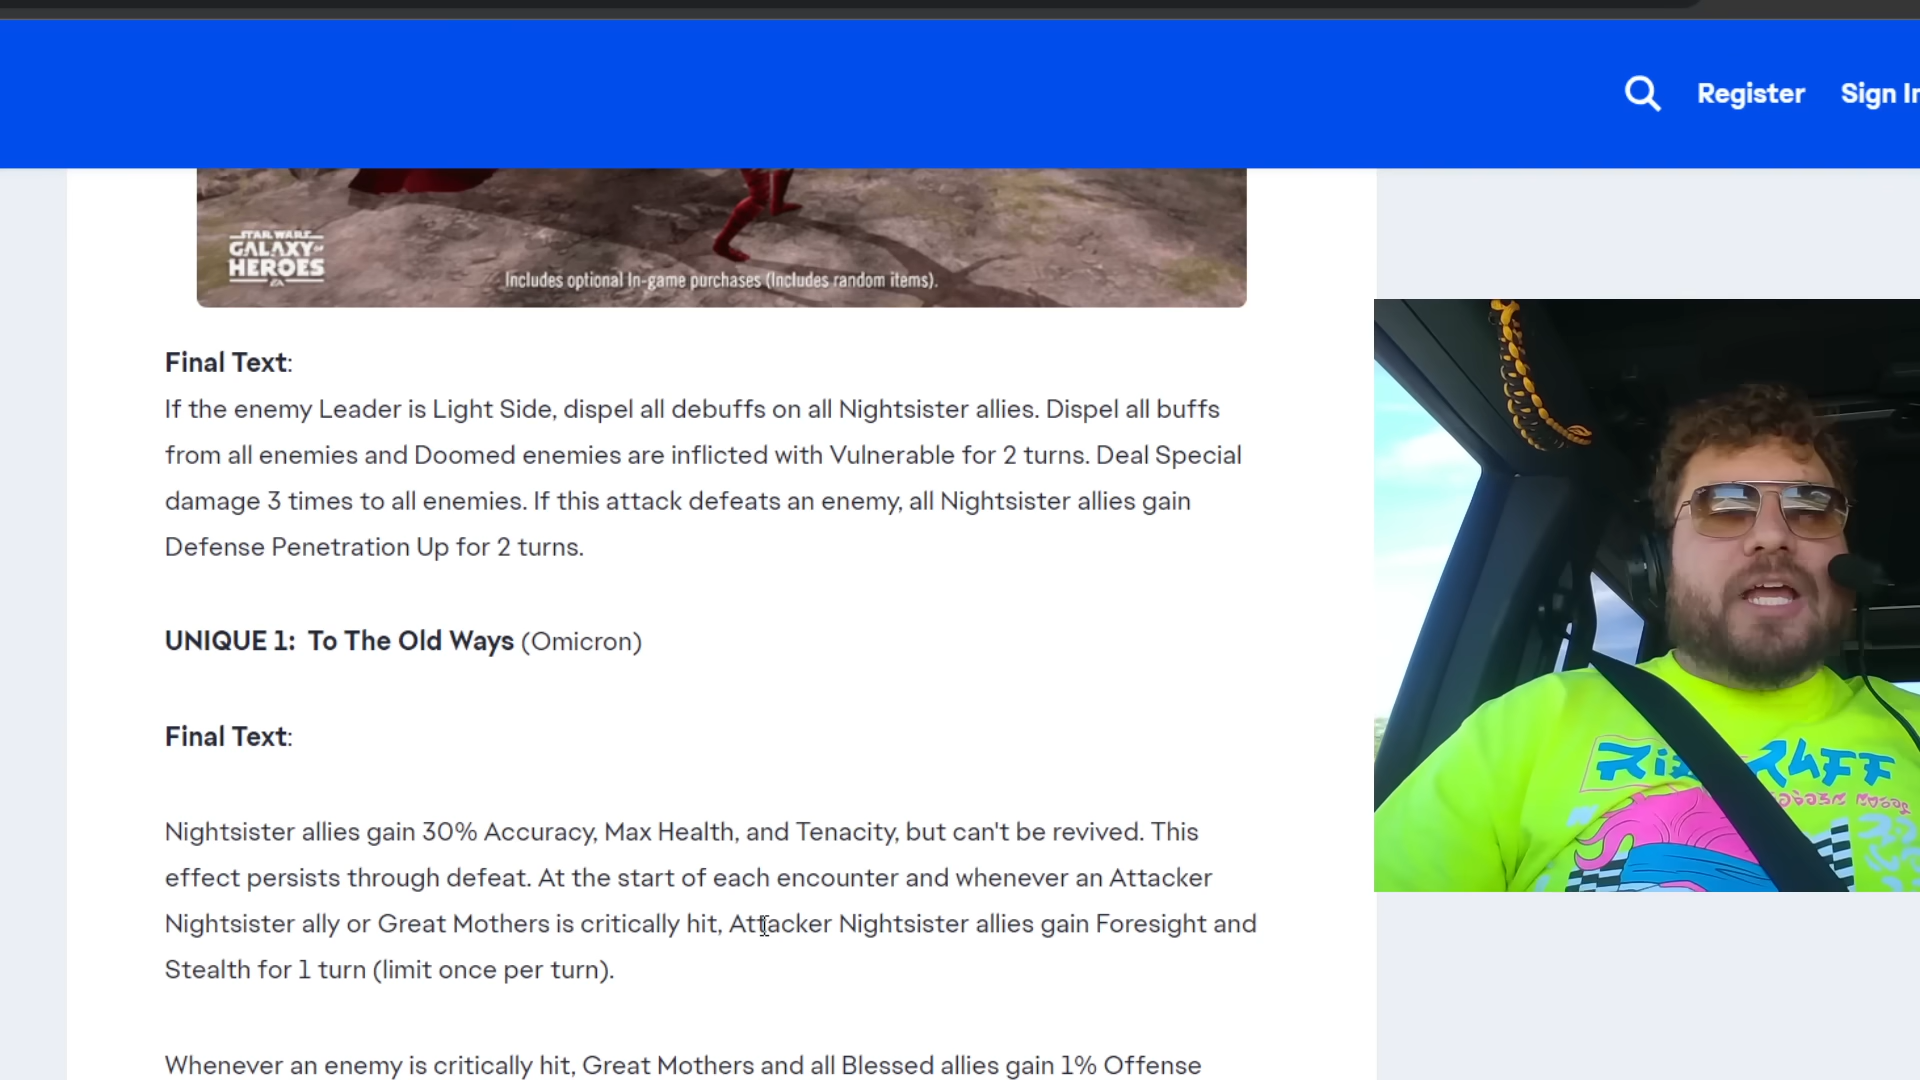 Register Sign In
STAR WARS
GALAXY OF
HEROES
EA
Includes optional In-game purchases (Includes random items).
Final Text:
If the enemy Leader is Light Side, dispel all debuffs on all Nightsister allies. Dispel all buffs
from all enemies and Doomed enemies are inflicted with Vulnerable for 2 turns. Deal Special
damage 3 times to all enemies. If this attack defeats an enemy, all Nightsister allies gain
Defense Penetration Up for 2 turns.
UNIQUE 1: To The Old Ways (Omicron)
Final Text:
Nightsister allies gain 30% Accuracy, Max Health, and Tenacity, but can't be revived. This
effect persists through defeat. At the start of each encounter and whenever an Attacker
Nightsister ally or Great Mothers is critically hit, Attacker Nightsister allies gain Foresight and
Stealth for 1 turn (limit once per turn).
Whenever an enemy is critically hit, Great Mothers and all Blessed allies gain 1% Offense